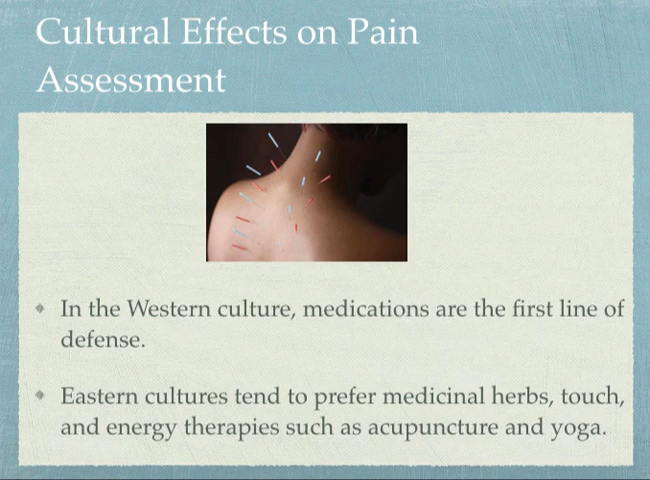 Cultural Effects on Pain
Assessment
In the Western culture, medications are the first line of
defense.
Eastern cultures tend to prefer medicinal herbs, touch,
and energy therapies such as acupuncture and yoga.